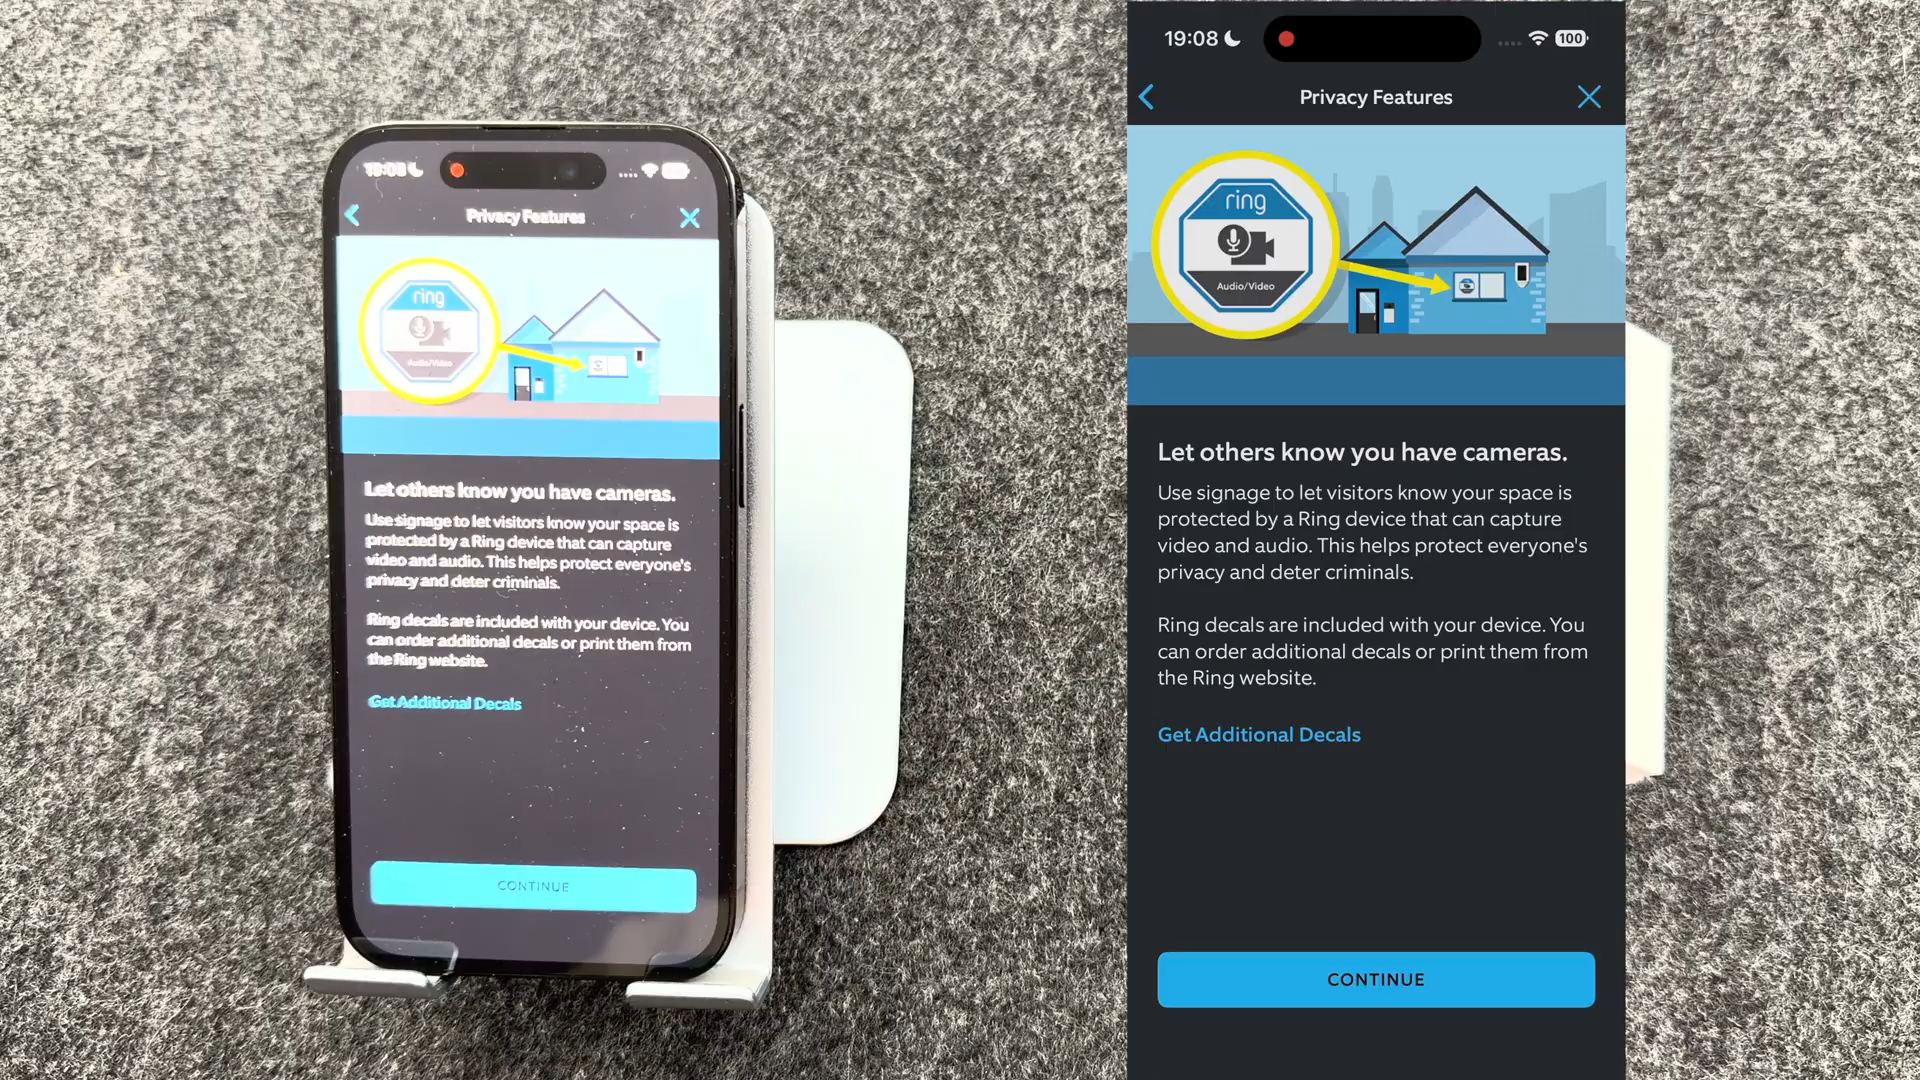 19:08
Privacy Features
ring
Audio/Video
Let others know you have cameras.
Use signage to let visitors know your space is
protected by a Ring device that can capture
video and audio. This helps protect everyone's
privacy and deter criminals.
Ring decals are included with your device. You
can order additional decals or print them from
the Ring website.
Get Additional Decals
CONTINUE
19:08
100
Privacy Features
ring
Audio/Video
Let others know you have cameras.
Use signage to let visitors know your space is
protected by a Ring device that can capture
video and audio. This helps protect everyone's
privacy and deter criminals.
Ring decals are included with your device. You
can order additional decals or print them from
the Ring website.
Get Additional Decals
CONTINUE